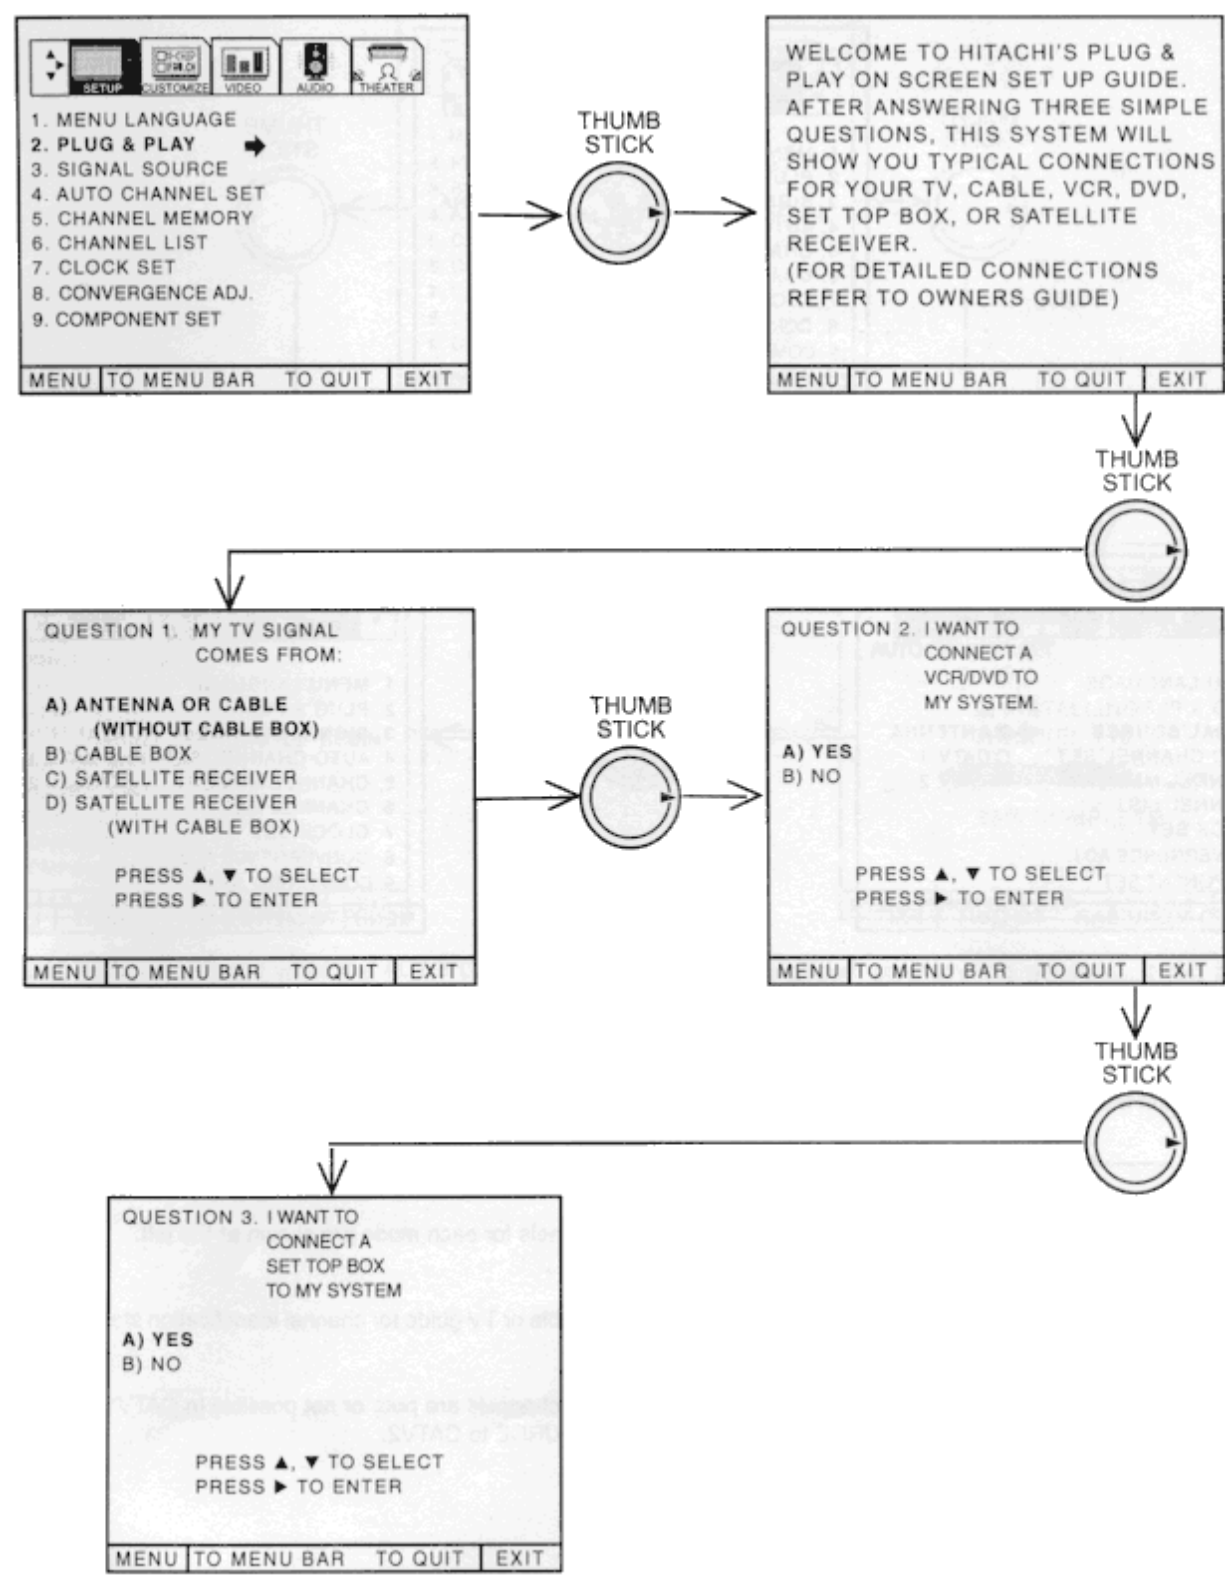 SETUP CUSTOMIZE VIDEO AUDIO THEATER
1. MENU LANGUAGE
2. PLUG & PLAY
3. SIGNAL SOURCE
4. AUTO CHANNEL SET
5. CHANNEL MEMORY
6. CHANNEL LIST
7. CLOCK SET
8. CONVERGENCE ADJ.
9. COMPONENT SET
MENU TO MENU BAR TO QUIT EXIT
THUMB
STICK
WELCOME TO HITACHI'S PLUG &
PLAY ON SCREEN SET UP GUIDE.
AFTER ANSWERING THREE SIMPLE
QUESTIONS, THIS SYSTEM WILL
SHOW YOU TYPICAL CONNECTIONS
FOR YOUR TV, CABLE, VCR, DVD,
SET TOP BOX, OR SATELLITE
RECEIVER.
(FOR DETAILED CONNECTIONS
REFER TO OWNERS GUIDE)
MENU TO MENU BAR TO QUIT EXIT
THUMB
STICK
QUESTION 1. MY TV SIGNAL
COMES FROM:
A) ANTENNA OR CABLE
(WITHOUT CABLE BOX)
B) CABLE BOX
C) SATELLITE RECEIVER
D) SATELLITE RECEIVER
(WITH CABLE BOX)
PRESS ▲, ▼ TO SELECT
PRESS ▶ TO ENTER
MENU TO MENU BAR TO QUIT EXIT
THUMB
STICK
QUESTION 2. I WANT TO
CONNECT A
VCR/DVD TO
MY SYSTEM.
A) YES
B) NO
PRESS ▲, ▼ TO SELECT
PRESS ▶ TO ENTER
MENU TO MENU BAR TO QUIT EXIT
THUMB
STICK
QUESTION 3. I WANT TO
CONNECT A
SET TOP BOX
TO MY SYSTEM
A) YES
B) NO
PRESS ▲, ▼ TO SELECT
PRESS ▶ TO ENTER
MENU TO MENU BAR TO QUIT EXIT